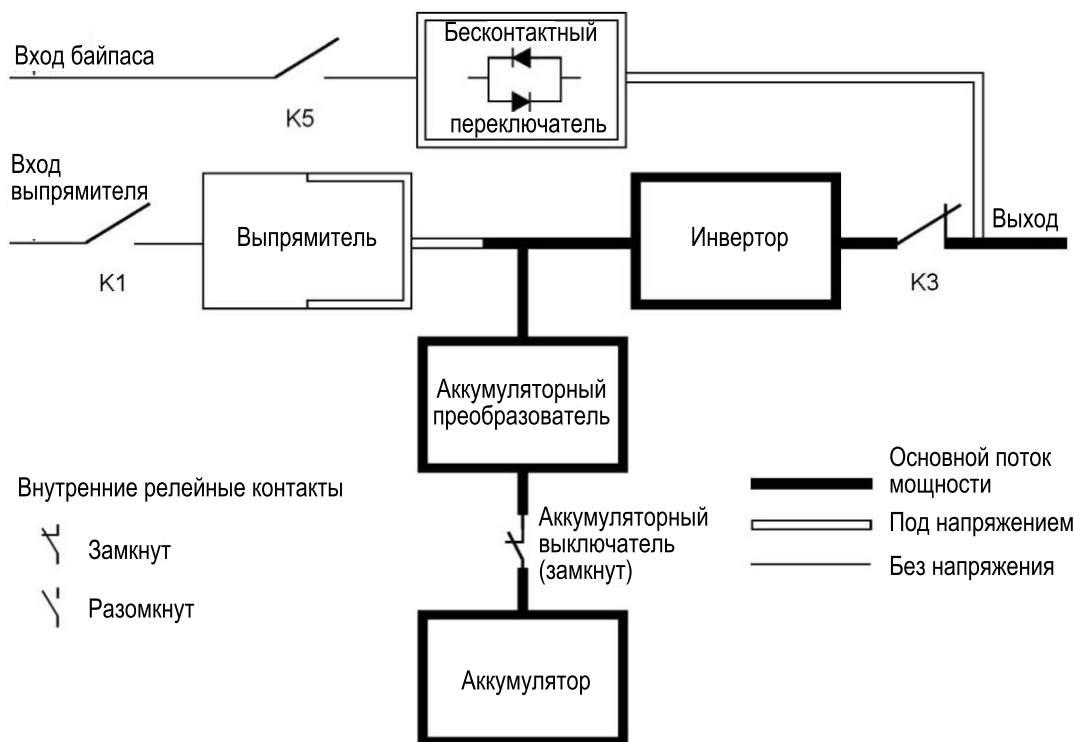 Вход байпаса
K5
Бесконтактный
переключатель
Вход
выпрямителя
K1
Выпрямитель
Инвертор
K3
Выход
Аккумуляторный
преобразователь
Внутренние релейные контакты
Замкнут
Разомкнут
Аккумуляторный
выключатель
(замкнут)
Аккумулятор
Основной поток
мощности
Под напряжением
Без напряжения